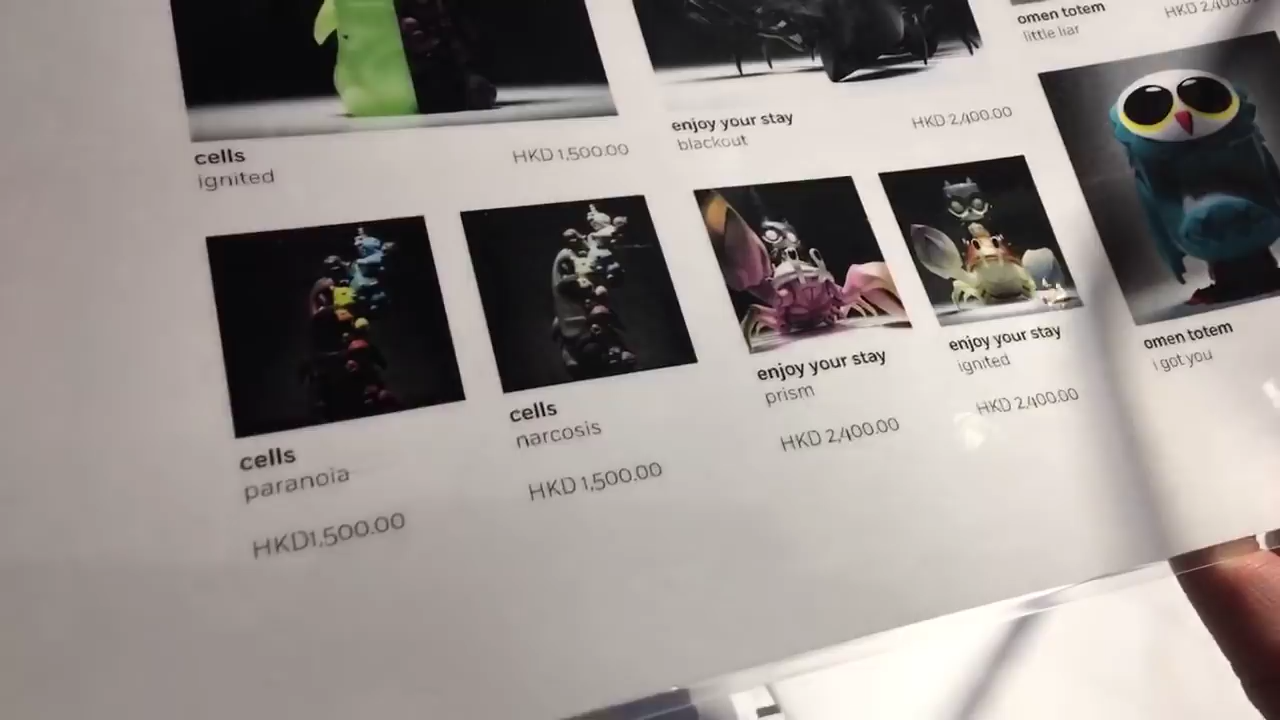 omen totem
little liar
HKD 2,400.00
cells
ignited
HKD 1,500.00
enjoy your stay
blackout
HKD 2,400.00
cells
paranoia
HKD1,500.00
cells
narcosis
HKD 1,500.00
enjoy your stay
prism
HKD 2,400.00
enjoy your stay
ignited
HKD 2,400.00
omen totem
i got you